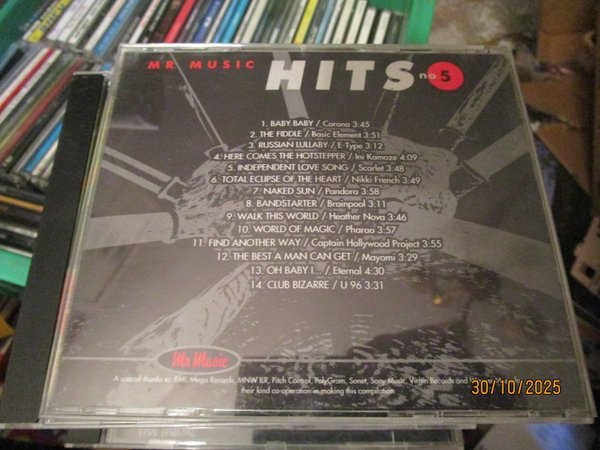 MR MUSIC
HITS no 5
1. BABY BABY / Corona 3:45
2. THE FIDDLE / Basic Element 3:51
3. RUSSIAN LULLABY / E-Type 3:12
4. HERE COMES THE HOTSTEPPER / Ini Kamoze 4:09
5. INDEPENDENT LOVE SONG / Scarlet 3:48
6. TOTAL ECLIPSE OF THE HEART / Nikki French 3:49
7. NAKED SUN / Pandora 3:58
8. BANDSTARTER / Brainpool 3:11
9. WALK THIS WORLD / Heather Nova 3:46
10. WORLD OF MAGIC / Pharao 3:57
11. FIND ANOTHER WAY / Captain Hollywood Project 3:55
12. THE BEST A MAN CAN GET / Mayomi 3:29
13. OH BABY I... / Eternal 4:30
14. CLUB BIZARRE / U 96 3:31
Mr Music
A special thanks to: EMI, Mega Records, MNW ILR, Pitch Control, PolyGram, Sonet, Sony Music, Virgin Records and
their kind co-operation in making this compilation
30/10/2025